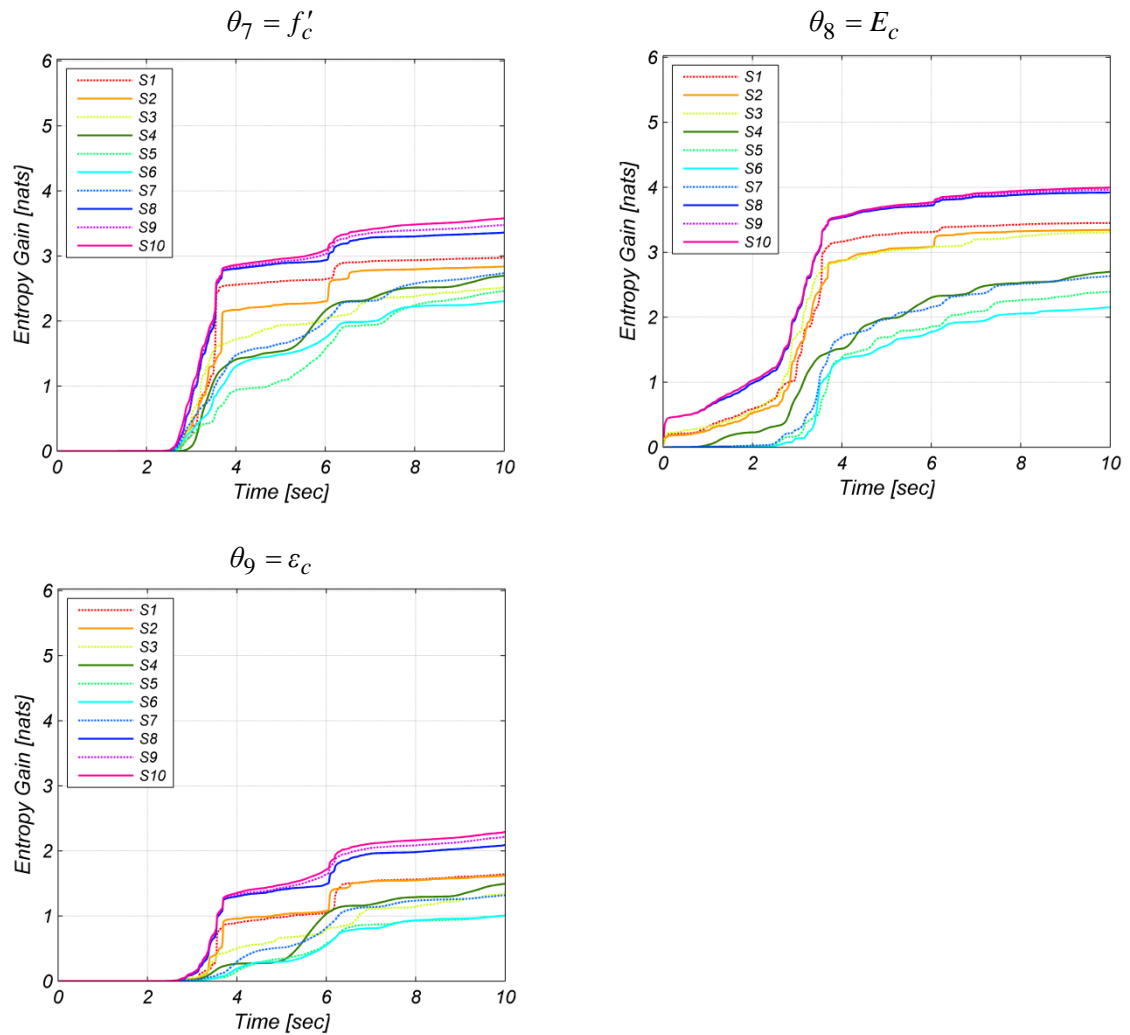 θ₇ = f′c
6
5
4
3
2
1
0
Entropy Gain [nats]
S1
S2
S3
S4
S5
S6
S7
S8
S9
S10
0 2 4 6 8 10
Time [sec]
θ₈ = Ec
6
5
4
3
2
1
0
Entropy Gain [nats]
S1
S2
S3
S4
S5
S6
S7
S8
S9
S10
0 2 4 6 8 10
Time [sec]
θ₉ = εc
6
5
4
3
2
1
0
Entropy Gain [nats]
S1
S2
S3
S4
S5
S6
S7
S8
S9
S10
0 2 4 6 8 10
Time [sec]